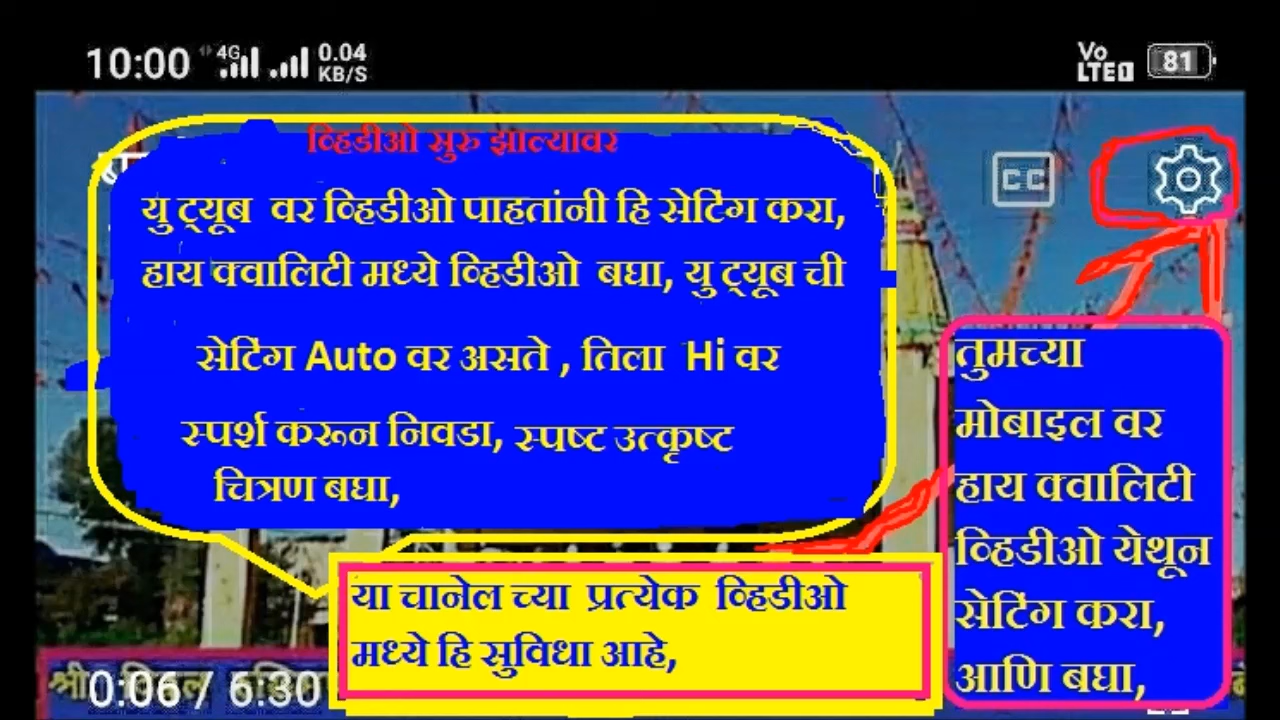 10:00 4G 0.04 KB/S
Vo LTE 81
CC
व्हिडीओ सुरु झाल्यावर
यु ट्यूब वर व्हिडीओ पाहतांनी हि सेटिंग करा,
हाय क्वालिटी मध्ये व्हिडीओ बघा, यु ट्यूब ची
सेटिंग Auto वर असते , तिला Hi वर
स्पर्श करून निवडा, स्पष्ट उत्कृष्ट
चित्रण बघा,
तुमच्या
मोबाइल वर
हाय क्वालिटी
व्हिडीओ येथून
सेटिंग करा,
आणि बघा,
या चानेल च्या प्रत्येक व्हिडीओ
मध्ये हि सुविधा आहे,
श्री
0:06 / 6:30